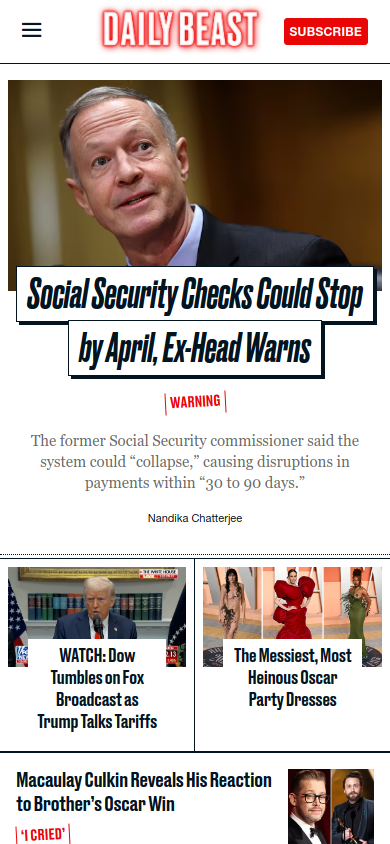 DAILY BEAST
SUBSCRIBE
Social Security Checks Could Stop
by April, Ex-Head Warns
WARNING
The former Social Security commissioner said the
system could “collapse,” causing disruptions in
payments within “30 to 90 days.”
Nandika Chatterjee
THE WHITE HOUSE
WATCH: Dow
Tumbles on Fox
Broadcast as
Trump Talks Tariffs
The Messiest, Most
Heinous Oscar
Party Dresses
Macaulay Culkin Reveals His Reaction
to Brother’s Oscar Win
‘I CRIED’